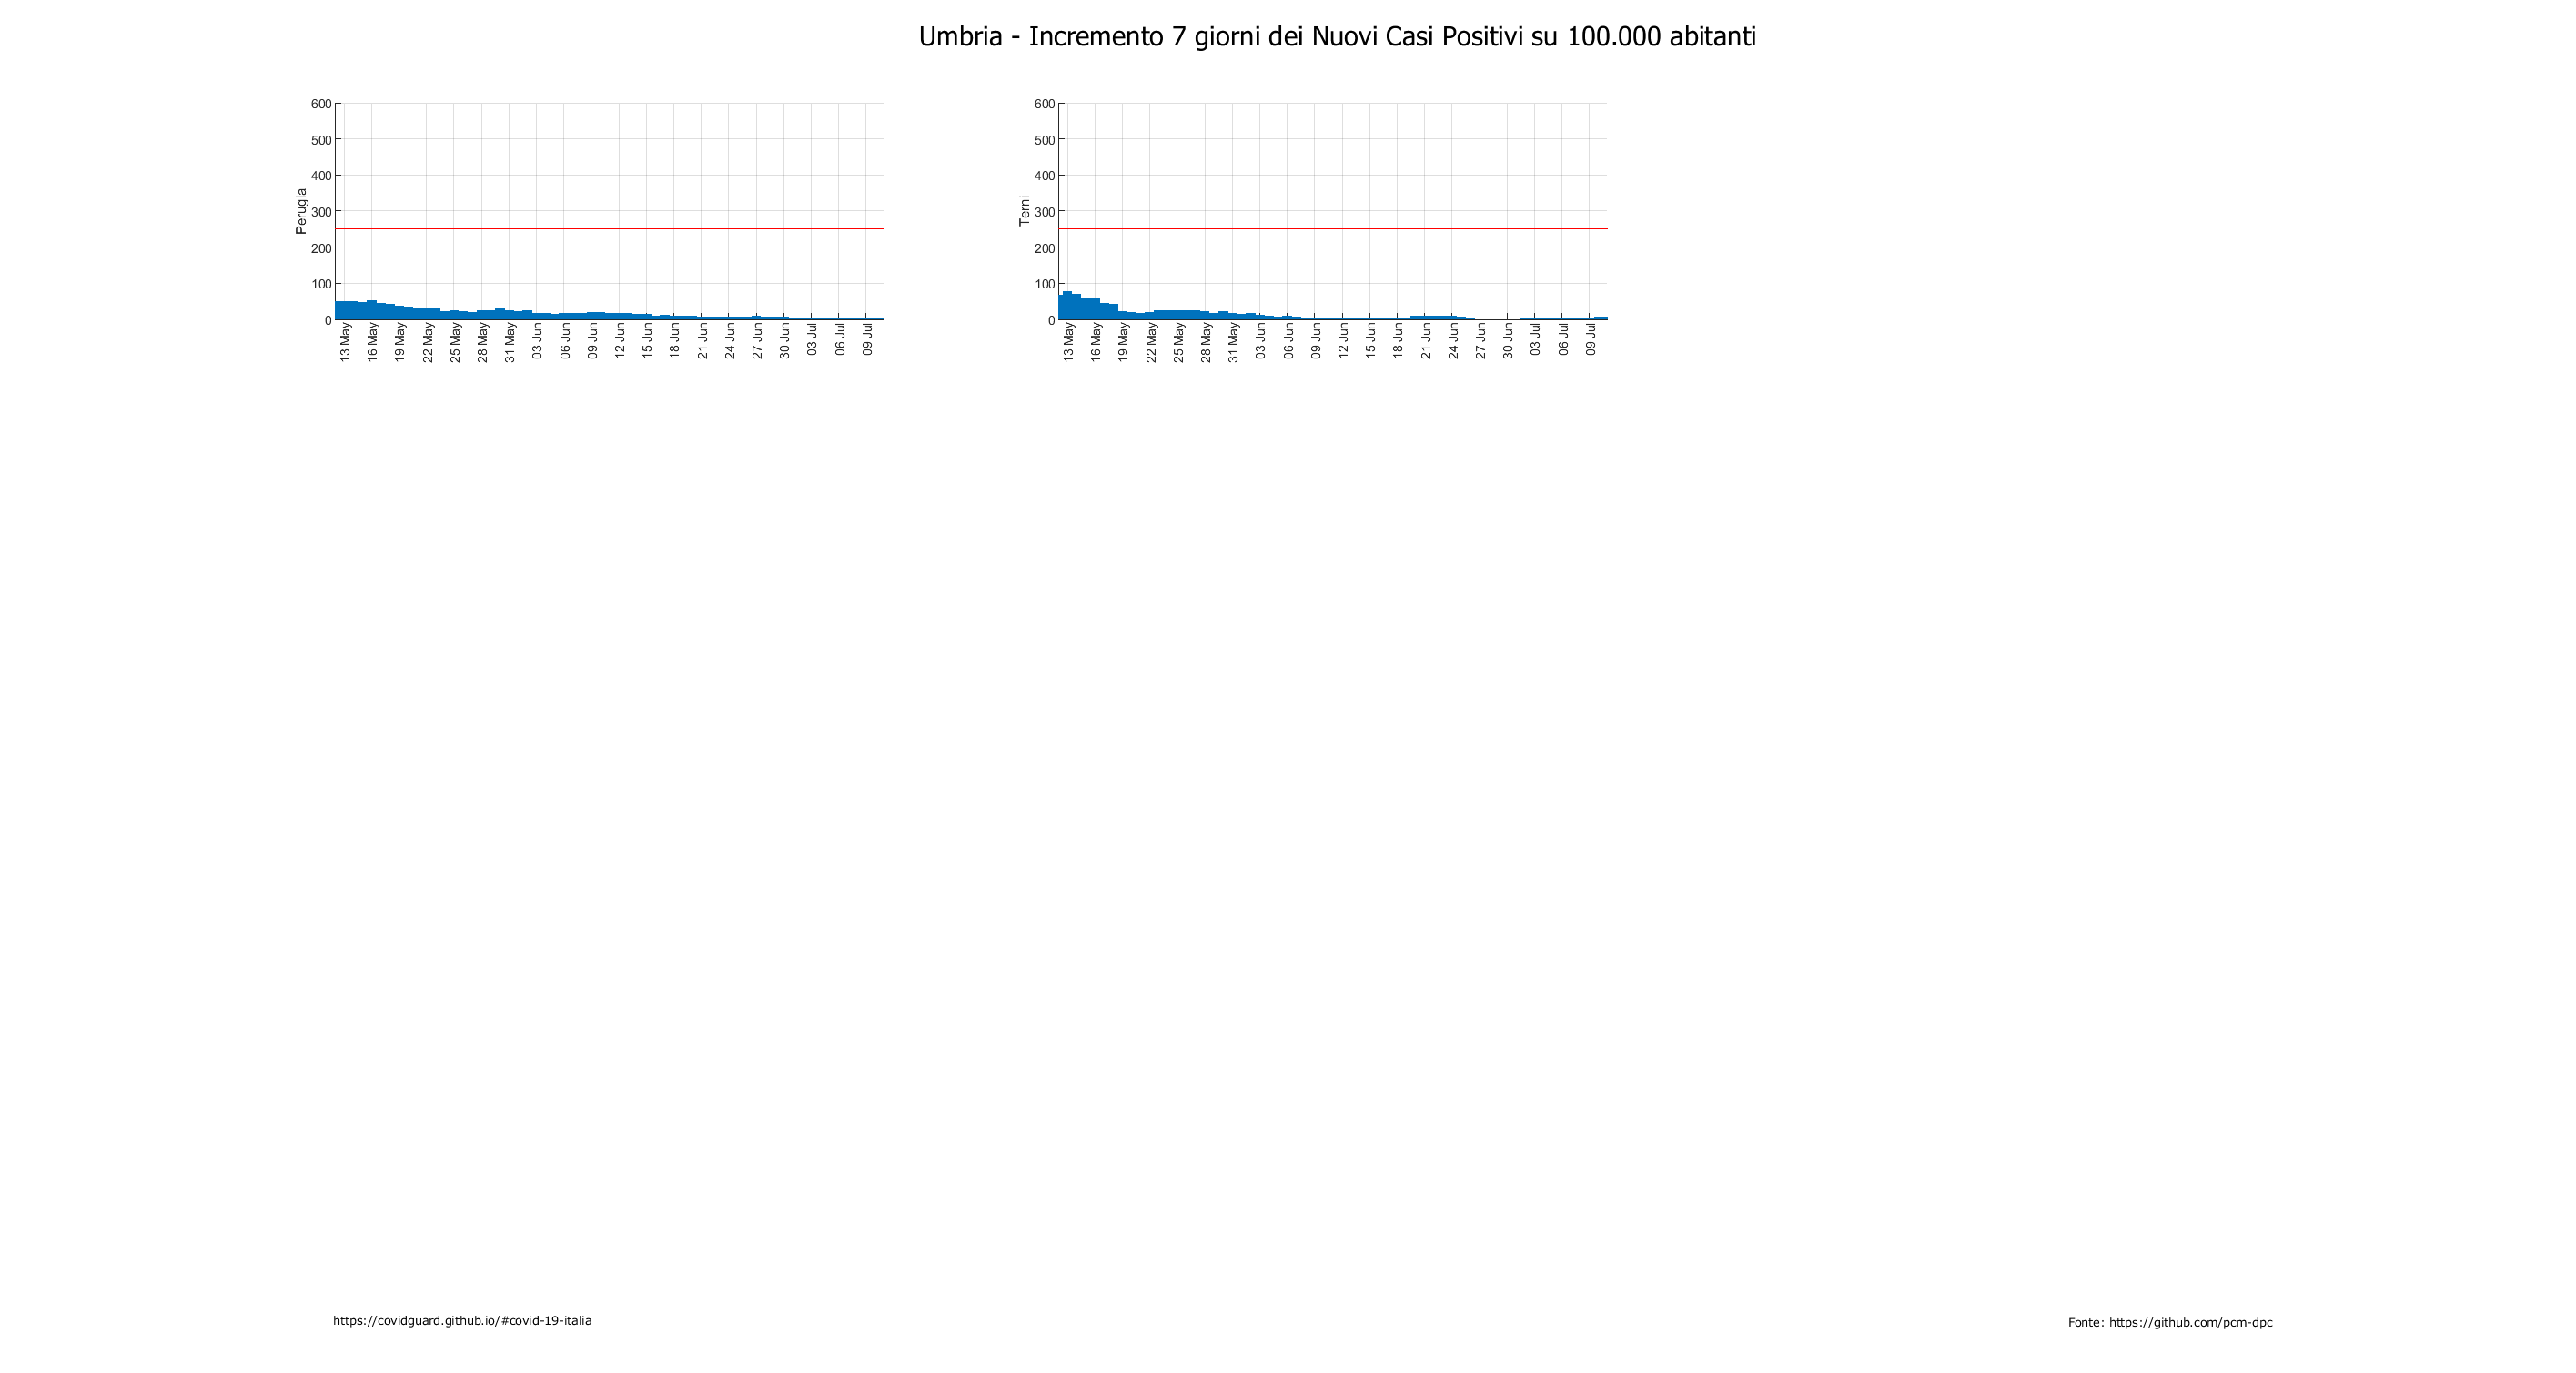 Umbria - Incremento 7 giorni dei Nuovi Casi Positivi su 100.000 abitanti
600
500
400
300
200
100
0
Perugia
13 May
16 May
19 May
22 May
25 May
28 May
31 May
03 Jun
06 Jun
09 Jun
12 Jun
15 Jun
18 Jun
21 Jun
24 Jun
27 Jun
30 Jun
03 Jul
06 Jul
09 Jul
600
500
400
300
200
100
0
Terni
13 May
16 May
19 May
22 May
25 May
28 May
31 May
03 Jun
06 Jun
09 Jun
12 Jun
15 Jun
18 Jun
21 Jun
24 Jun
27 Jun
30 Jun
03 Jul
06 Jul
09 Jul
https://covidguard.github.io/#covid-19-italia
Fonte: https://github.com/pcm-dpc